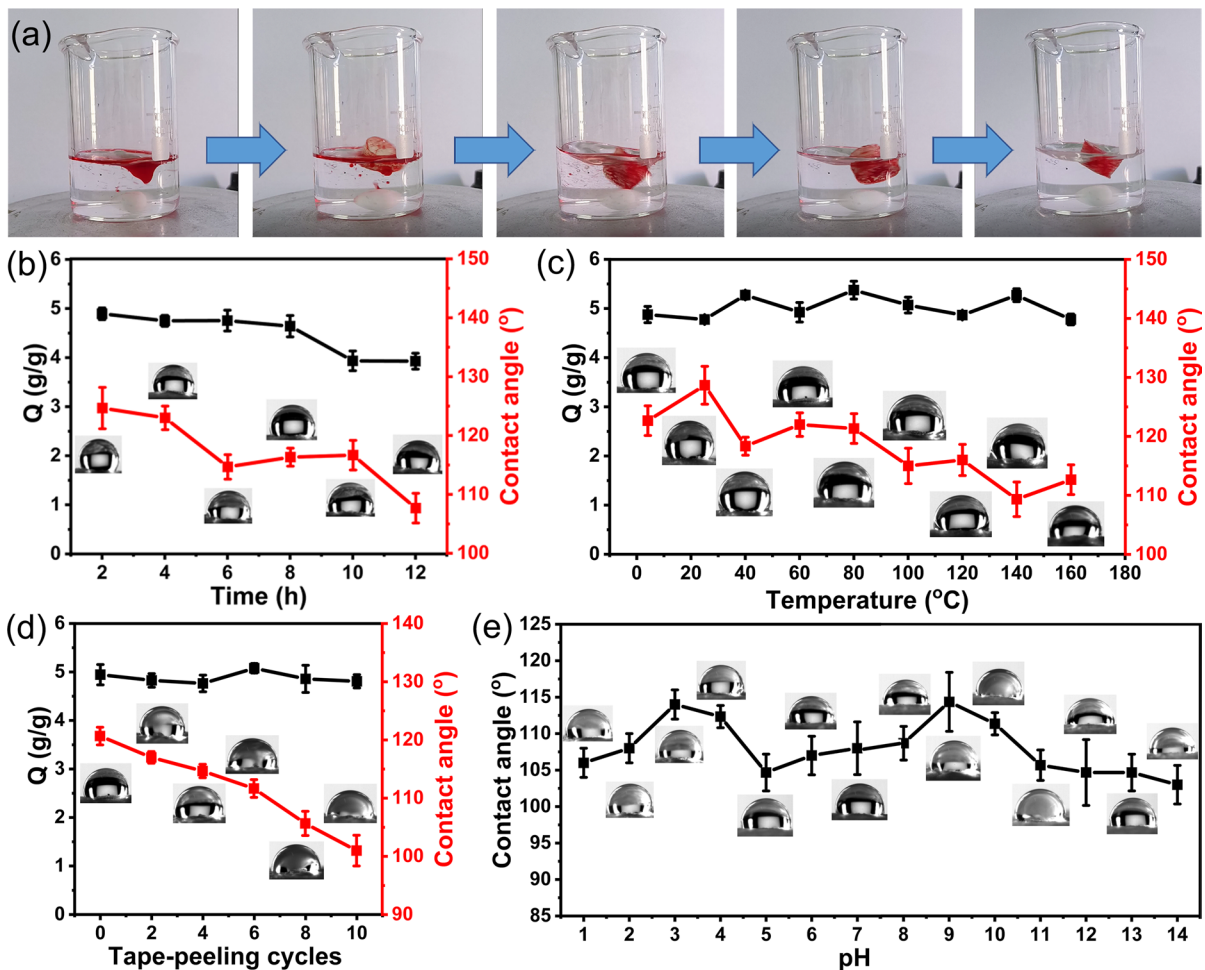 (a)
(b)
6
5
4
3
2
1
0
Q (g/g)
150
140
130
120
110
100
Contact angle (°)
2 4 6 8 10 12
Time (h)
(c)
6
5
4
3
2
1
0
Q (g/g)
150
140
130
120
110
100
Contact angle (°)
0 20 40 60 80 100 120 140 160 180
Temperature (°C)
(d)
6
5
4
3
2
1
0
Q (g/g)
140
130
120
110
100
90
Contact angle (°)
0 2 4 6 8 10
Tape-peeling cycles
(e)
125
120
115
110
105
100
95
90
85
Contact angle (°)
1 2 3 4 5 6 7 8 9 10 11 12 13 14
pH